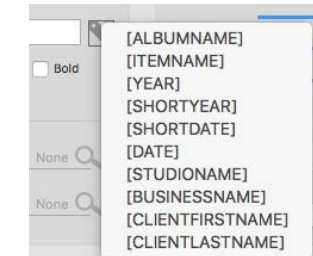 [ALBUMNAME]
[ITEMNAME]
Bold
[YEAR]
[SHORTYEAR]
[SHORTDATE]
[DATE]
None
[STUDIONAME]
[BUSINESSNAME]
None
[CLIENTFIRSTNAME]
[CLIENTLASTNAME]